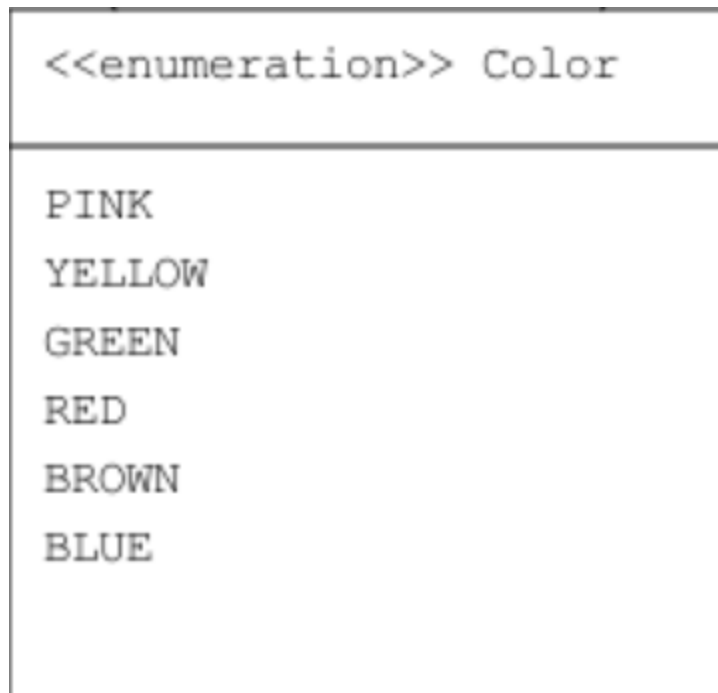 <<enumeration>> Color
PINK
YELLOW
GREEN
RED
BROWN
BLUE